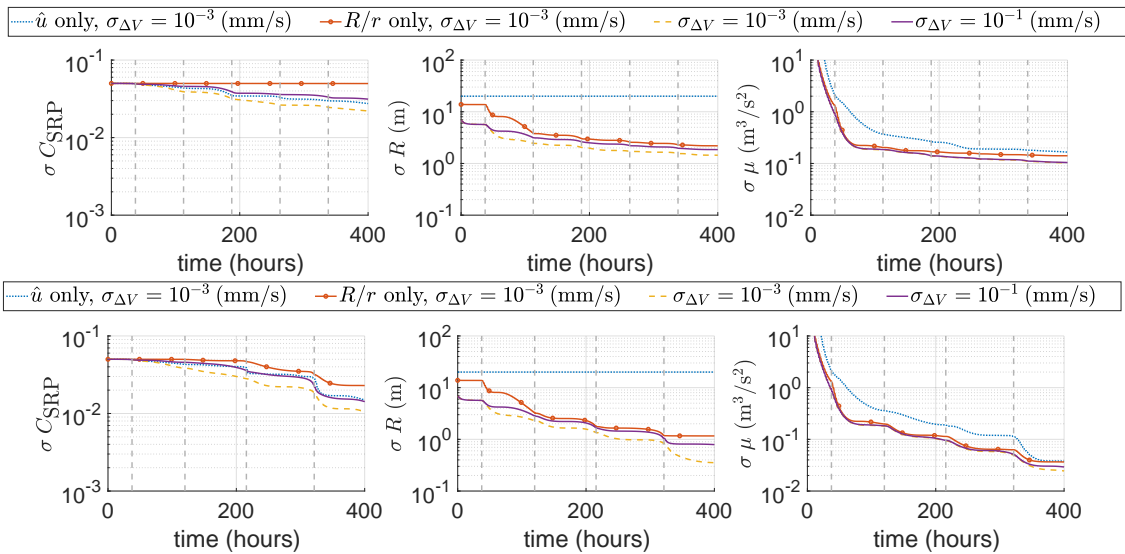 û only, σ_ΔV = 10^-3 (mm/s) R/r only, σ_ΔV = 10^-3 (mm/s) σ_ΔV = 10^-3 (mm/s) σ_ΔV = 10^-1 (mm/s)
σ C_SRP
10^-1
10^-2
10^-3
0 200 400
time (hours)
σ R (m)
10^2
10^1
10^0
10^-1
0 200 400
time (hours)
σ μ (m^3/s^2)
10^1
10^0
10^-1
10^-2
0 200 400
time (hours)
û only, σ_ΔV = 10^-3 (mm/s) R/r only, σ_ΔV = 10^-3 (mm/s) σ_ΔV = 10^-3 (mm/s) σ_ΔV = 10^-1 (mm/s)
σ C_SRP
10^-1
10^-2
10^-3
0 200 400
time (hours)
σ R (m)
10^2
10^1
10^0
10^-1
0 200 400
time (hours)
σ μ (m^3/s^2)
10^1
10^0
10^-1
10^-2
0 200 400
time (hours)